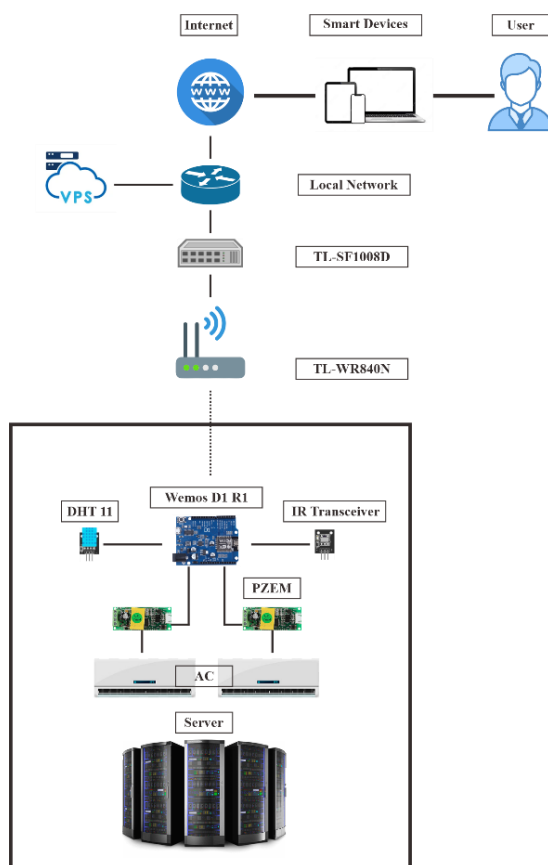 Internet
Smart Devices
User
WWW
VPS
Local Network
TL-SF1008D
TL-WR840N
Wemos D1 R1
DHT 11
IR Transceiver
PZEM
AC
Server